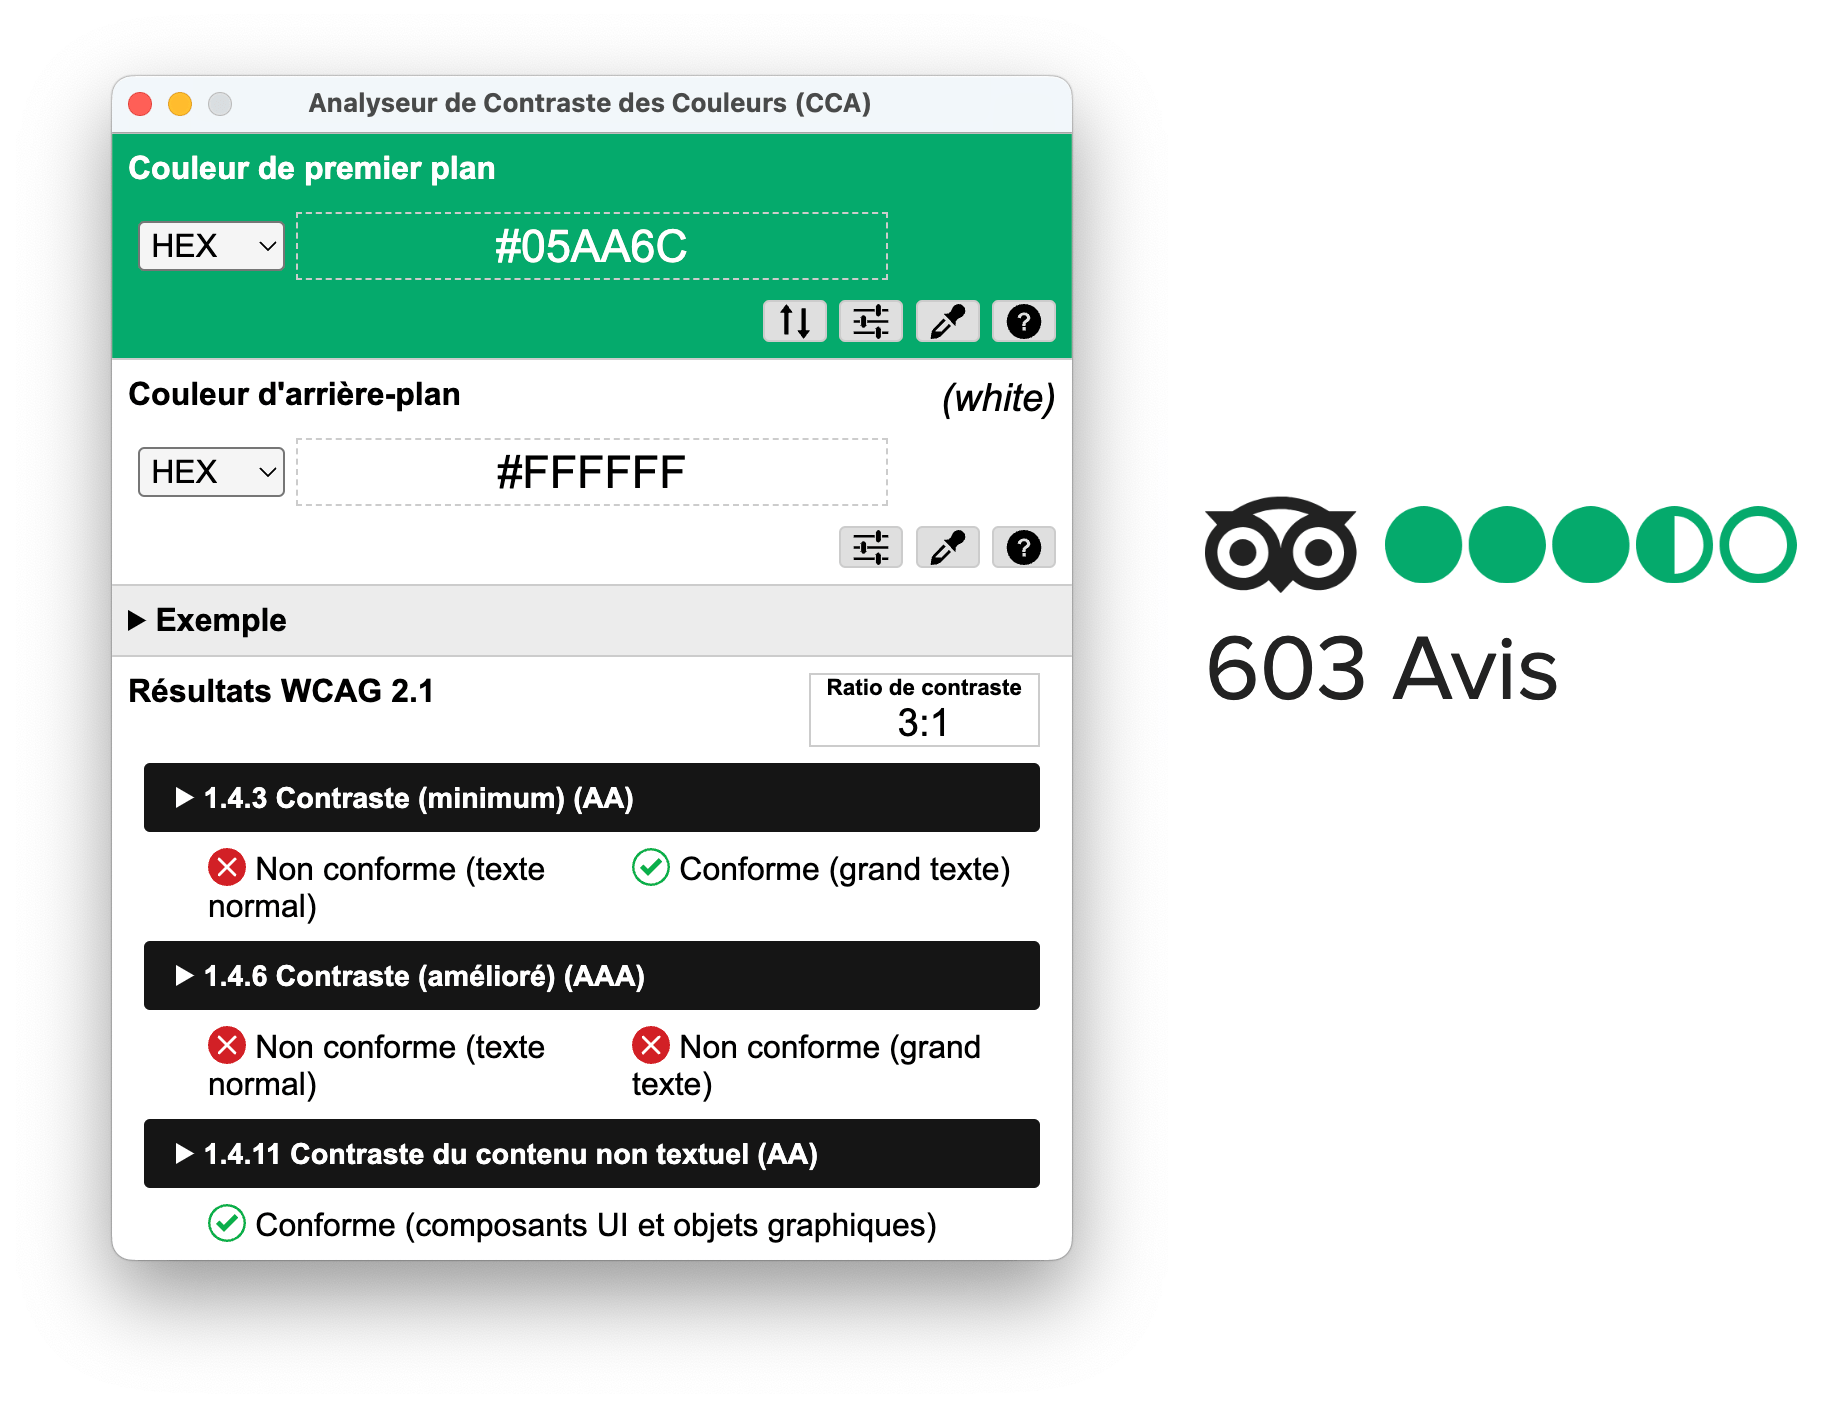 Analyseur de Contraste des Couleurs (CCA)
Couleur de premier plan
HEX
#05AA6C
?
Couleur d'arrière-plan
(white)
HEX
#FFFFFF
?
Exemple
Résultats WCAG 2.1
Ratio de contraste
3:1
1.4.3 Contraste (minimum) (AA)
Non conforme (texte
normal)
Conforme (grand texte)
1.4.6 Contraste (amélioré) (AAA)
Non conforme (texte
normal)
Non conforme (grand
texte)
1.4.11 Contraste du contenu non textuel (AA)
Conforme (composants UI et objets graphiques)
603 Avis